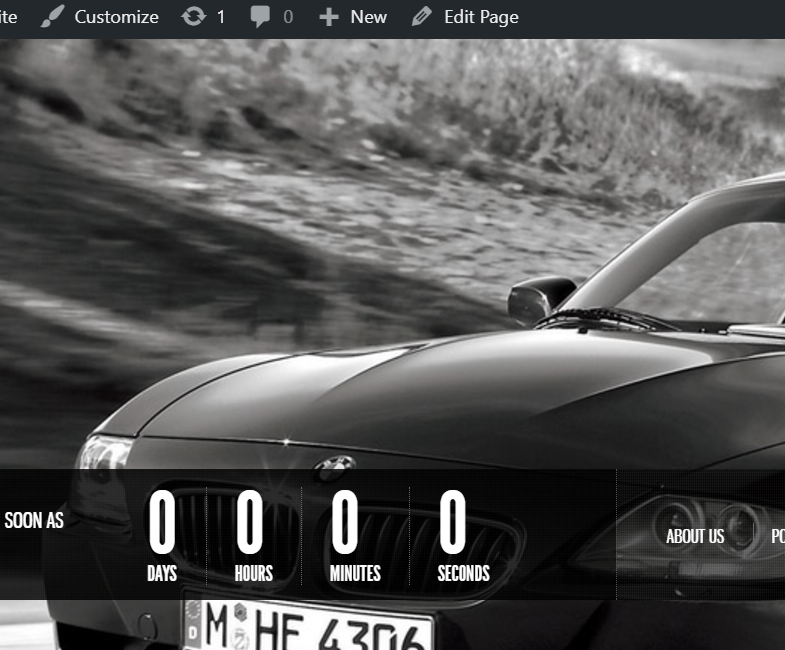 ite Customize 1 0 New Edit Page
SOON AS
0 0 0 0
DAYS HOURS MINUTES SECONDS
ABOUT US PO
D M HE 4306